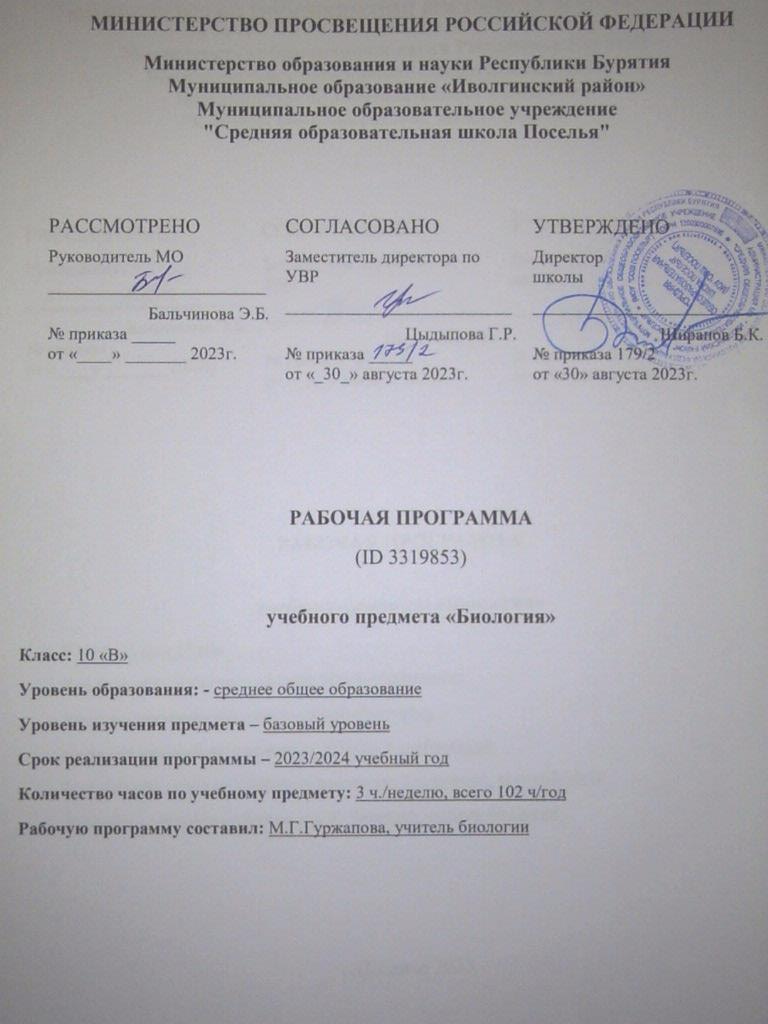 МИНИСТЕРСТВО ПРОСВЕЩЕНИЯ РОССИЙСКОЙ ФЕДЕРАЦИИ
Министерство образования и науки Республики Бурятия
Муниципальное образование «Иволгинский район»
Муниципальное образовательное учреждение
"Средняя образовательная школа Поселья"
РАССМОТРЕНО
Руководитель МО
Бальчинова Э.Б.
№ приказа _____
от «____» _______ 2023г.
СОГЛАСОВАНО
Заместитель директора по
УВР
Цыдыпова Г.Р.
№ приказа 179/2
от «_30_» августа 2023г.
УТВЕРЖДЕНО
Директор
школы
Ширапов Б.К.
№ приказа 179/2
от «30» августа 2023г.
РАБОЧАЯ ПРОГРАММА
(ID 3319853)
учебного предмета «Биология»
Класс: 10 «В»
Уровень образования: - среднее общее образование
Уровень изучения предмета – базовый уровень
Срок реализации программы – 2023/2024 учебный год
Количество часов по учебному предмету: 3 ч./неделю, всего 102 ч/год
Рабочую программу составил: М.Г.Гуржапова, учитель биологии